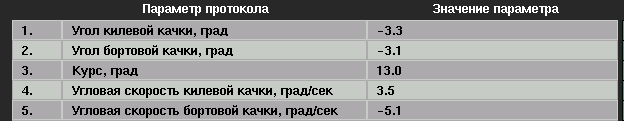 Параметр протокола Значение параметра
1. Угол килевой качки, град -3.3
2. Угол бортовой качки, град -3.1
3. Курс, град 13.0
4. Угловая скорость килевой качки, град/сек 3.5
5. Угловая скорость бортовой качки, град/сек -5.1